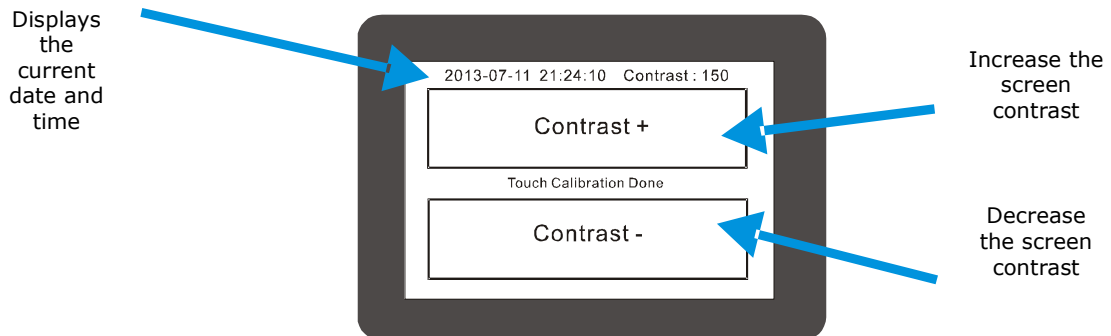 Displays
the
current
date and
time
2013-07-11 21:24:10 Contrast : 150
Contrast +
Touch Calibration Done
Contrast -
Increase the
screen
contrast
Decrease
the screen
contrast